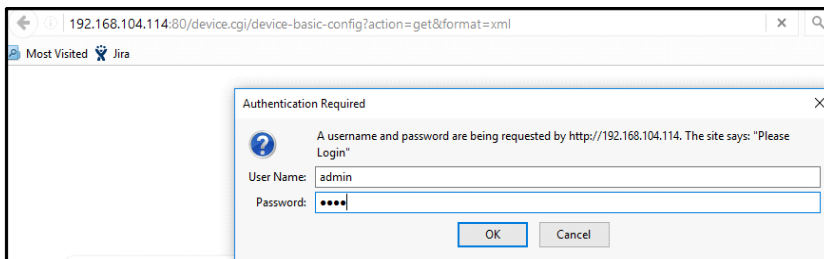 192.168.104.114:80/device.cgi/device-basic-config?action=get&format=xml
Most Visited Jira
Authentication Required
A username and password are being requested by http://192.168.104.114. The site says: "Please
Login"
User Name: admin
Password: ••••
OK Cancel